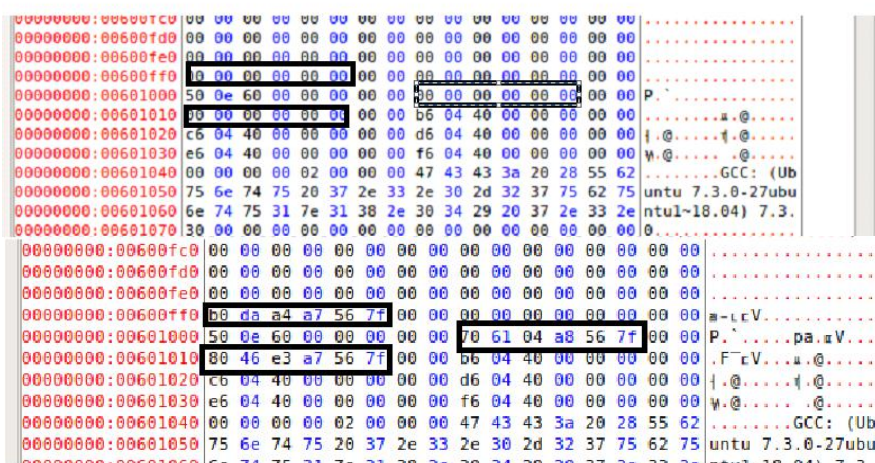 00000000:00600fc0 00 00 00 00 00 00 00 00 00 00 00 00 00 00 00 00 ................
00000000:00600fd0 00 00 00 00 00 00 00 00 00 00 00 00 00 00 00 00 ................
00000000:00600fe0 00 00 00 00 00 00 00 00 00 00 00 00 00 00 00 00 ................
00000000:00600ff0 00 00 00 00 00 00 00 00 00 00 00 00 00 00 00 00 ................
00000000:00601000 50 0e 60 00 00 00 00 00 00 00 00 00 00 00 00 00 P.`.............
00000000:00601010 00 00 00 00 00 00 00 00 b6 04 40 00 00 00 00 00
00000000:00601020 c6 04 40 00 00 00 00 00 d6 04 40 00 00 00 00 00
00000000:00601030 e6 04 40 00 00 00 00 00 f6 04 40 00 00 00 00 00
00000000:00601040 00 00 00 00 02 00 00 00 47 43 43 3a 20 28 55 62 ........GCC: (Ub
00000000:00601050 75 6e 74 75 20 37 2e 33 2e 30 2d 32 37 75 62 75 untu 7.3.0-27ubu
00000000:00601060 6e 74 75 31 7e 31 38 2e 30 34 29 20 37 2e 33 2e ntu1~18.04) 7.3.
00000000:00601070 30 00 00 00 00 00 00 00 00 00 00 00 00 00 00 00 0...............
00000000:00600fc0 00 00 00 00 00 00 00 00 00 00 00 00 00 00 00 00 ................
00000000:00600fd0 00 00 00 00 00 00 00 00 00 00 00 00 00 00 00 00 ................
00000000:00600fe0 00 00 00 00 00 00 00 00 00 00 00 00 00 00 00 00 ................
00000000:00600ff0 b0 da a4 a7 56 7f 00 00 00 00 00 00 00 00 00 00
00000000:00601000 50 0e 60 00 00 00 00 00 70 61 04 a8 56 7f 00 00
00000000:00601010 80 46 e3 a7 56 7f 00 00 b6 04 40 00 00 00 00 00
00000000:00601020 c6 04 40 00 00 00 00 00 d6 04 40 00 00 00 00 00
00000000:00601030 e6 04 40 00 00 00 00 00 f6 04 40 00 00 00 00 00
00000000:00601040 00 00 00 00 02 00 00 00 47 43 43 3a 20 28 55 62 ........GCC: (Ub
00000000:00601050 75 6e 74 75 20 37 2e 33 2e 30 2d 32 37 75 62 75 untu 7.3.0-27ubu